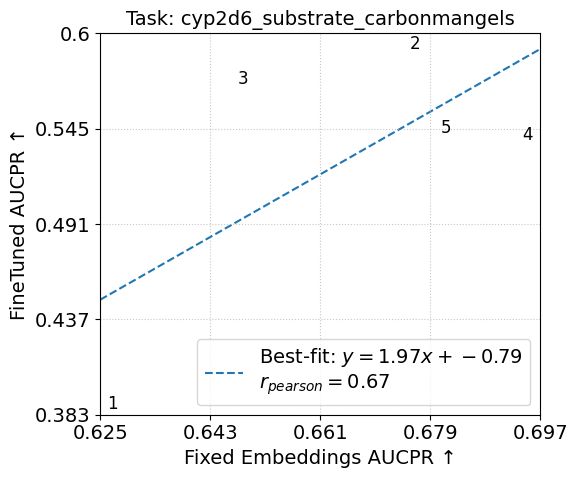 Task: cyp2d6_substrate_carbonmangels
FineTuned AUCPR ↑
0.6
0.545
0.491
0.437
0.383
2
3
5
4
1
Best-fit: y = 1.97x + −0.79
r_pearson = 0.67
0.625 0.643 0.661 0.679 0.697
Fixed Embeddings AUCPR ↑